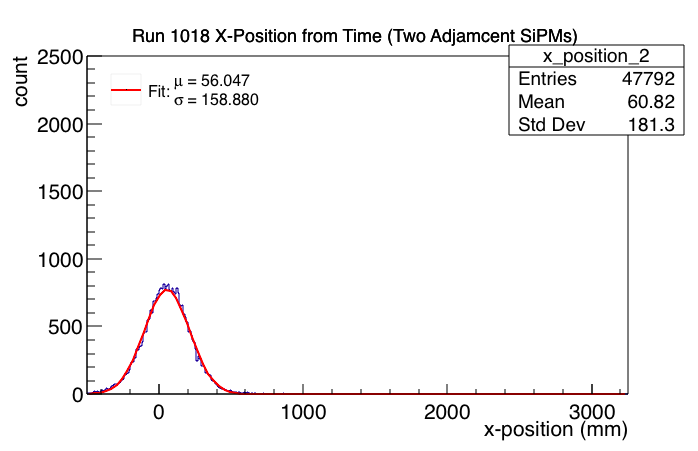 Run 1018 X-Position from Time (Two Adjamcent SiPMs)
x_position_2
Entries 47792
Mean 60.82
Std Dev 181.3
Fit: μ = 56.047
σ = 158.880
count
2500
2000
1500
1000
500
0
0 1000 2000 3000
x-position (mm)